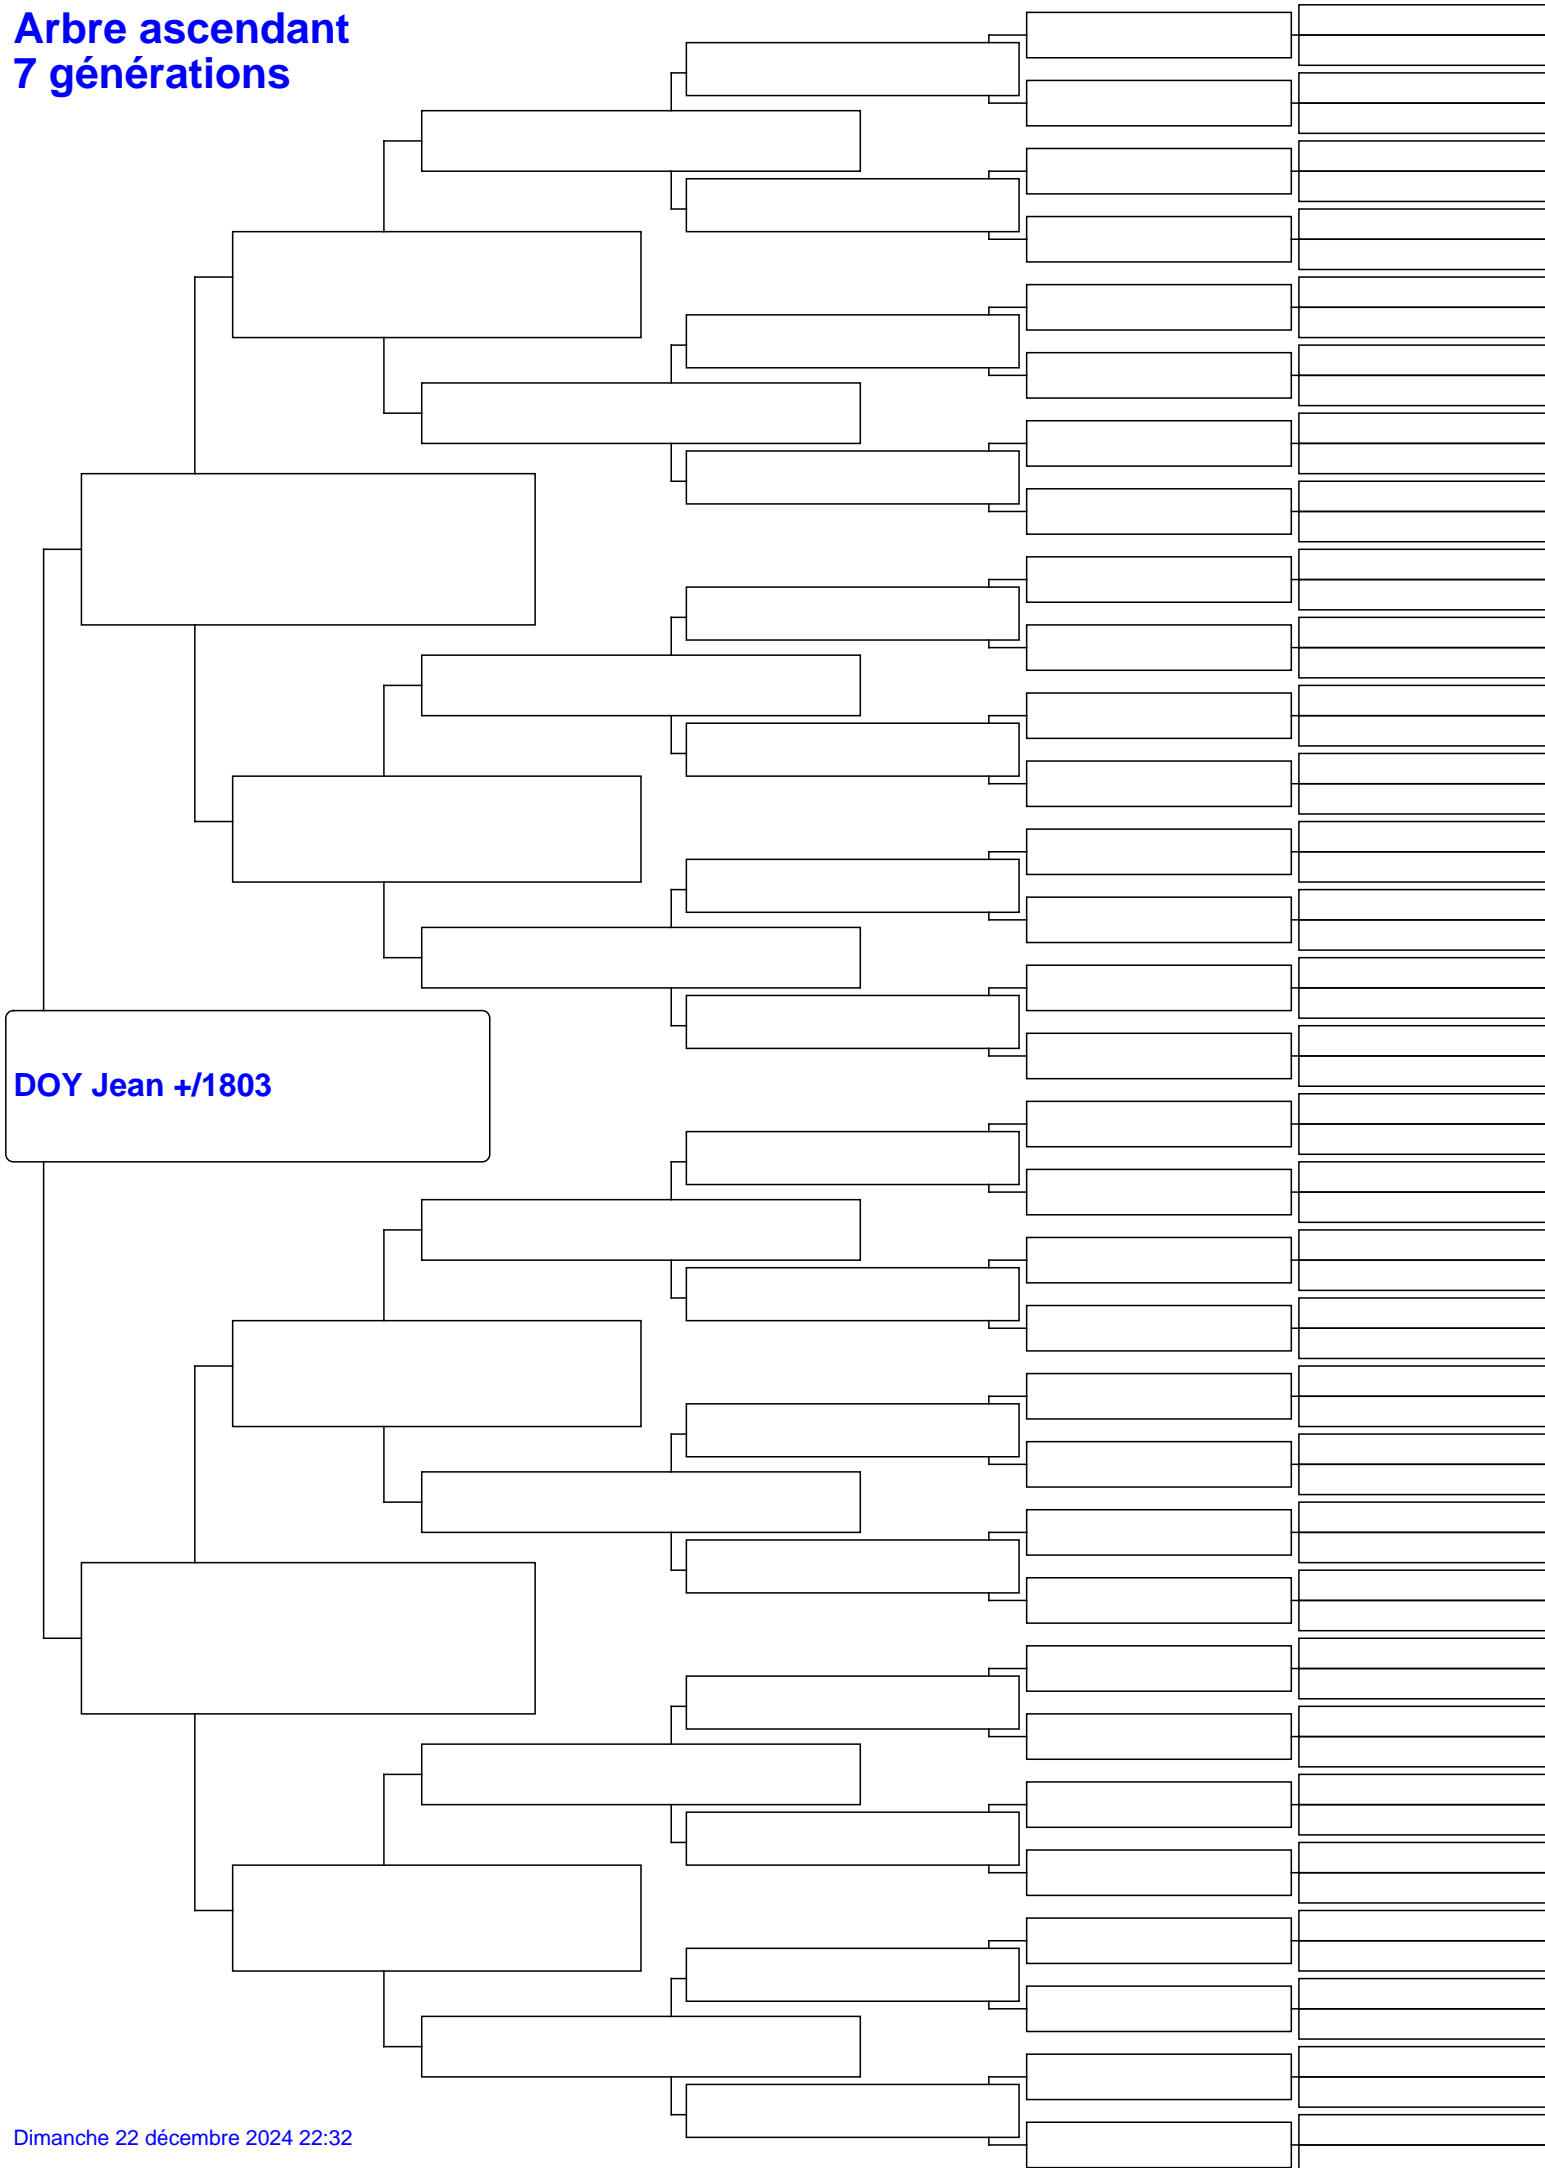 Arbre ascendant
7 générations
DOY Jean +/1803
Dimanche 22 décembre 2024 22:32